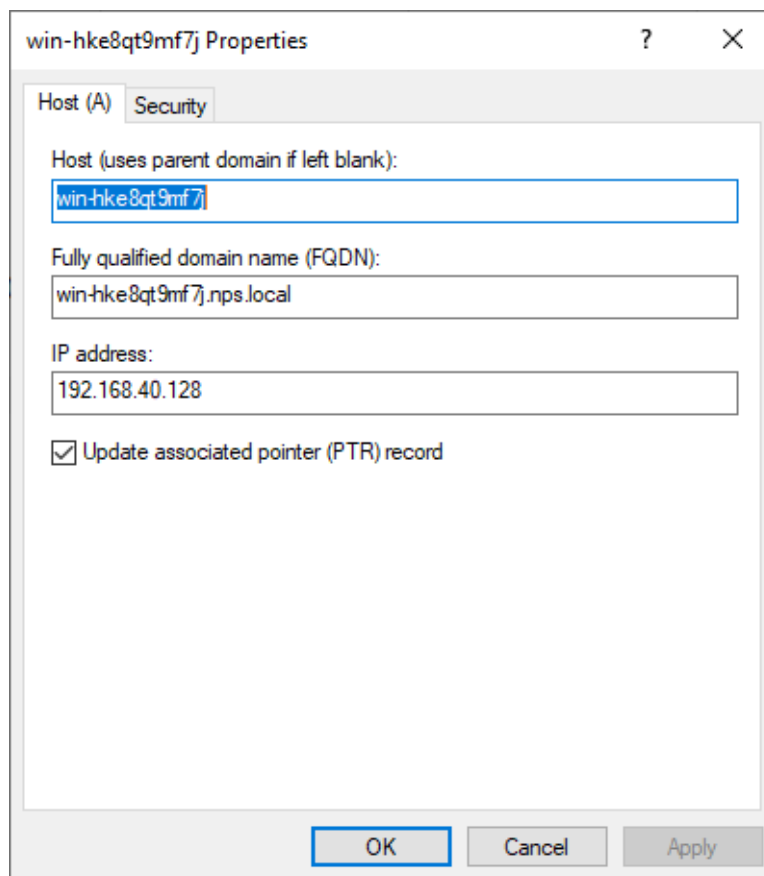 win-hke8qt9mf7j Properties
?
Host (A)
Security
Host (uses parent domain if left blank):
win-hke8qt9mf7j
Fully qualified domain name (FQDN):
win-hke8qt9mf7j.nps.local
IP address:
192.168.40.128
Update associated pointer (PTR) record
OK
Cancel
Apply